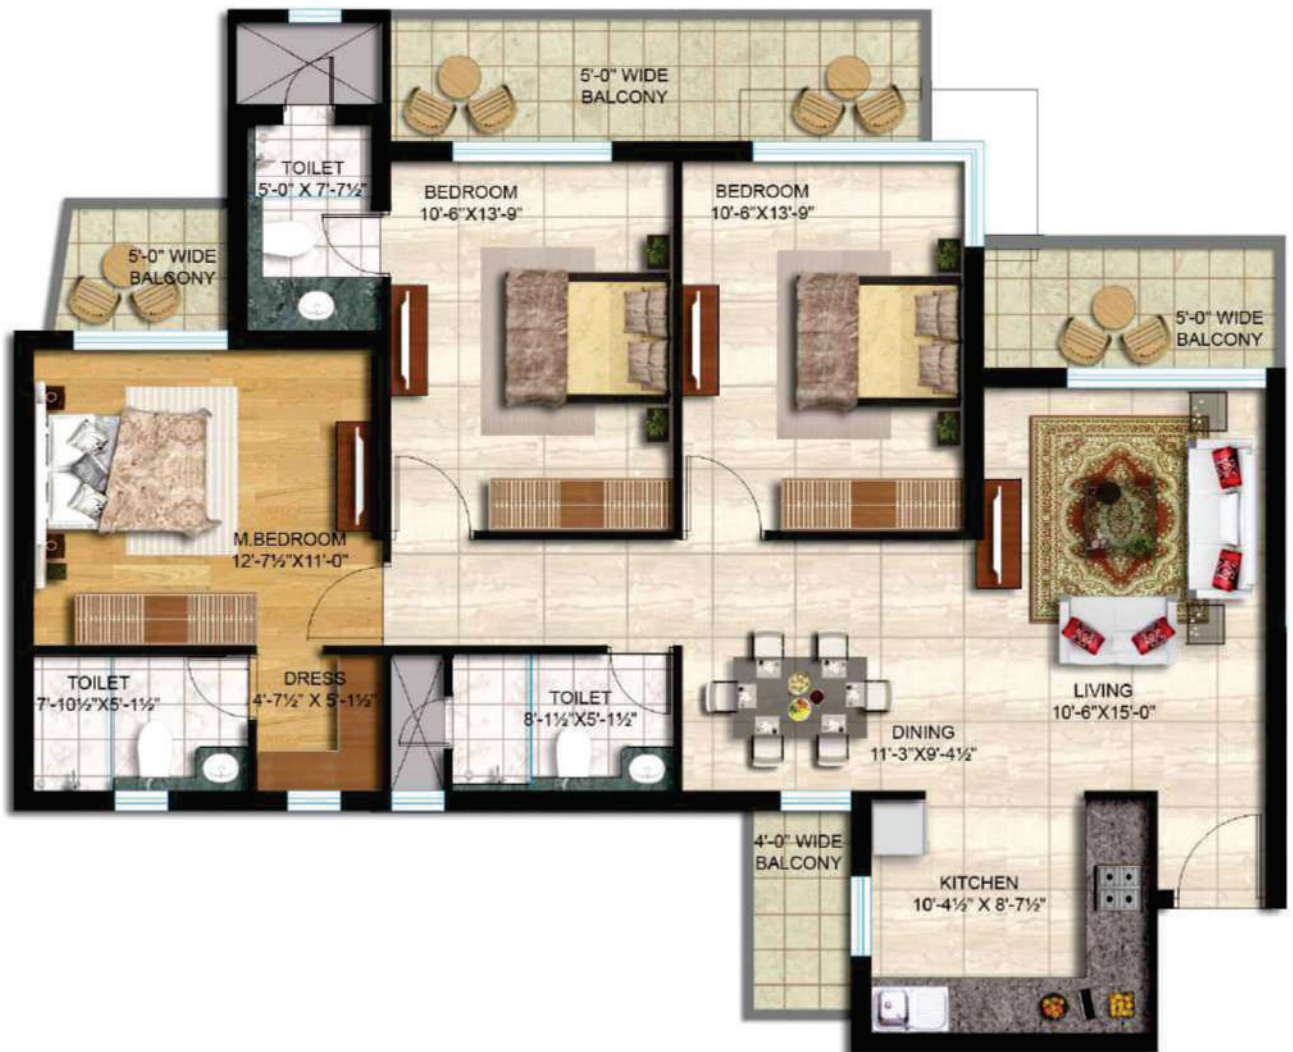 5'-0" WIDE
BALCONY
TOILET
5'-0" X 7'-7½"
BEDROOM
10'-6"X13'-9"
BEDROOM
10'-6"X13'-9"
5'-0" WIDE
BALCONY
5'-0" WIDE
BALCONY
M.BEDROOM
12'-7½"X11'-0"
TOILET
7'-10½"X5'-1½"
DRESS
4'-7½" X 5'-1½"
TOILET
8'-1½"X5'-1½"
LIVING
10'-6"X15'-0"
DINING
11'-3"X9'-4½"
4'-0" WIDE
BALCONY
KITCHEN
10'-4½" X 8'-7½"